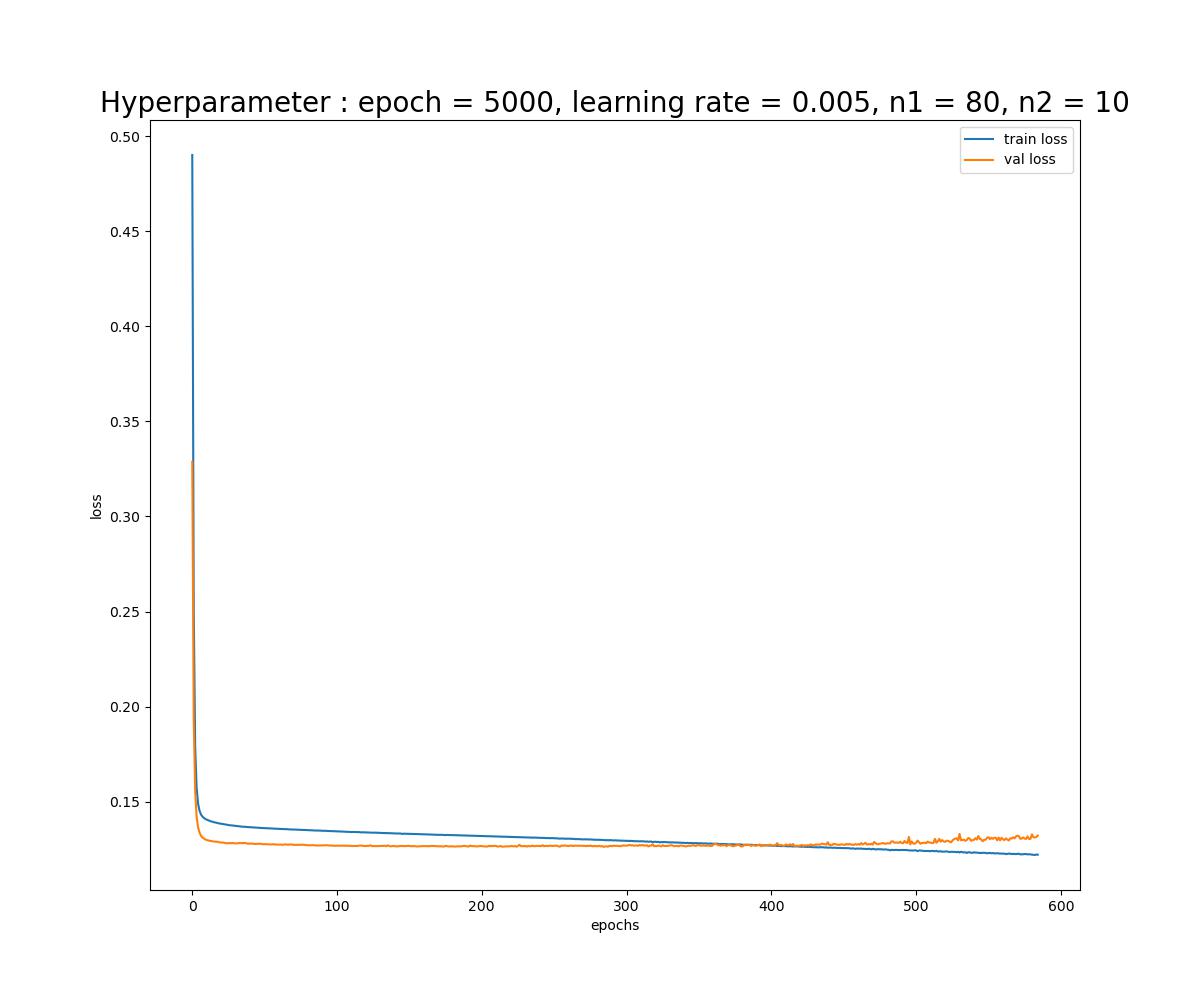 Hyperparameter : epoch = 5000, learning rate = 0.005, n1 = 80, n2 = 10
train loss
val loss
0.50
0.45
0.40
0.35
0.30
0.25
0.20
0.15
loss
0 100 200 300 400 500 600
epochs